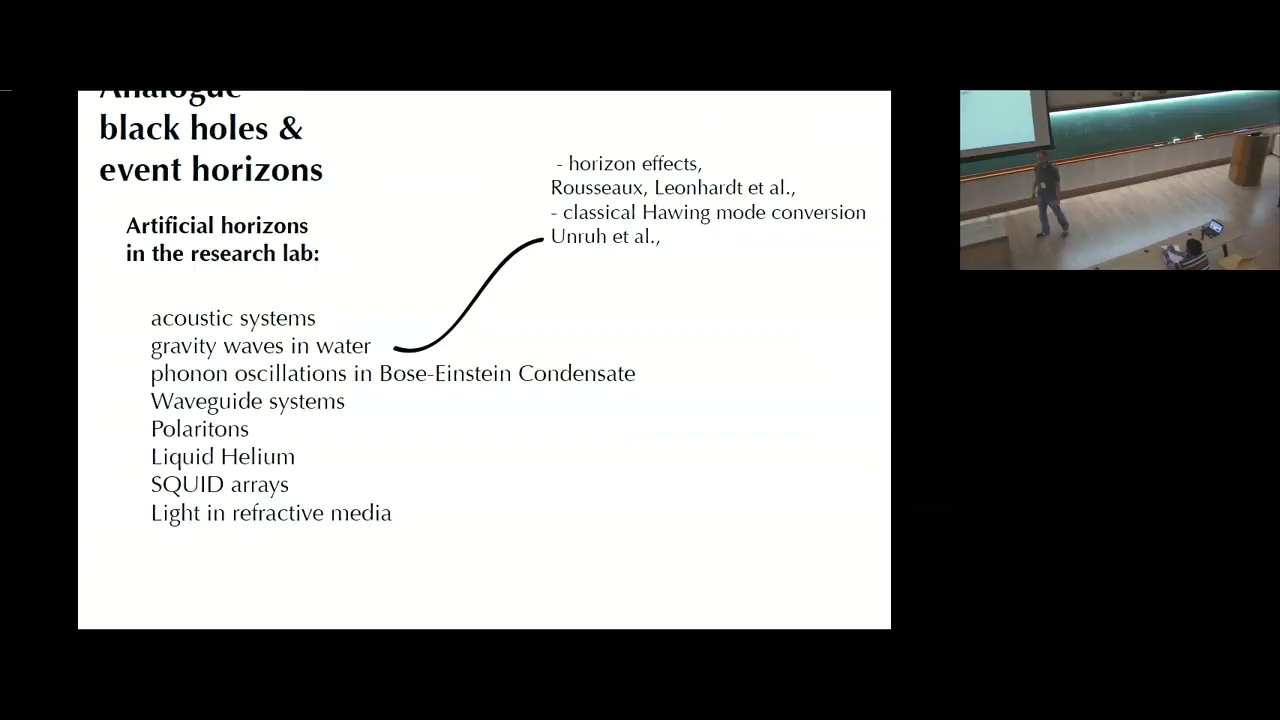 Analogue
black holes &
event horizons
- horizon effects,
Rousseaux, Leonhardt et al.,
- classical Hawing mode conversion
Unruh et al.,
Artificial horizons
in the research lab:
acoustic systems
gravity waves in water
phonon oscillations in Bose-Einstein Condensate
Waveguide systems
Polaritons
Liquid Helium
SQUID arrays
Light in refractive media